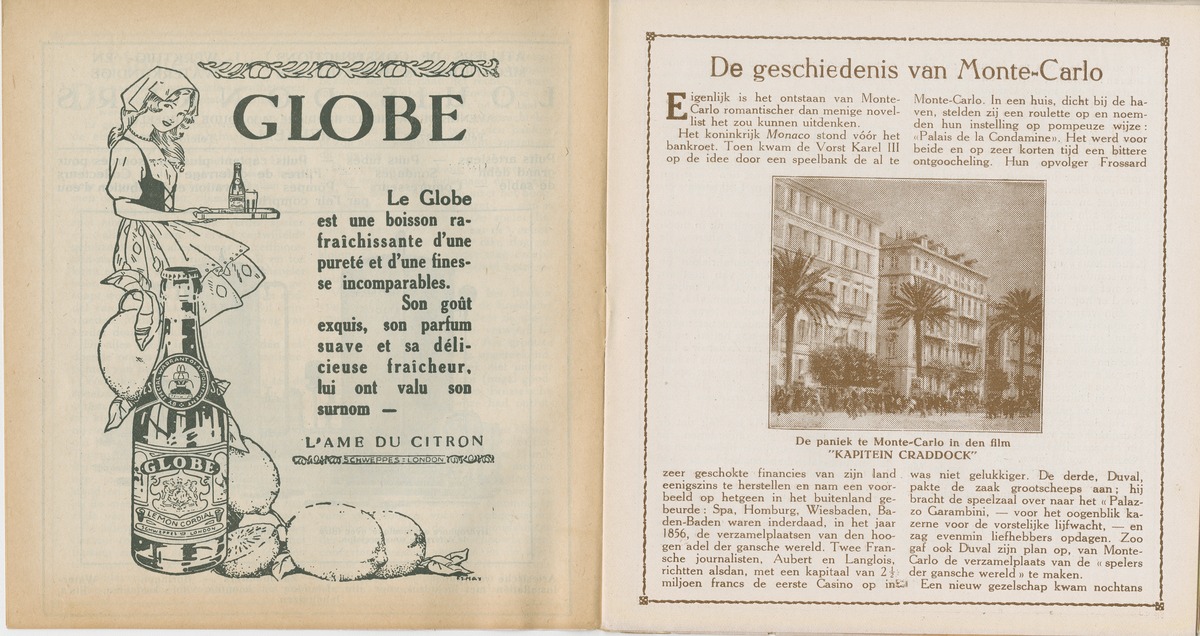 GLOBE
Le Globe
est une boisson ra-
fraîchissante d'une
pureté et d'une fines-
se incomparables.
Son goût
exquis, son parfum
suave et sa déli-
cieuse fraîcheur,
lui ont valu son
surnom —
L'AME DU CITRON
SCHWEPPES : LONDON
GLOBE
LEMON CORDIAL
SCHWEPPES LD LONDON
De geschiedenis van Monte-Carlo
Eigenlijk is het ontstaan van Monte-
Carlo romantischer dan menige novel-
list het zou kunnen uitdenken.
Het koninkrijk Monaco stond vóór het
bankroet. Toen kwam de Vorst Karel III
op de idee door een speelbank de al te
Monte-Carlo. In een huis, dicht bij de ha-
ven, stelden zij een roulette op en noem-
den hun instelling op pompeuze wijze :
«Palais de la Condamine». Het werd voor
beide en op zeer korten tijd een bittere
ontgoocheling. Hun opvolger Frossard
De paniek te Monte-Carlo in den film
"KAPITEIN CRADDOCK"
zeer geschokte financies van zijn land
eenigszins te herstellen en nam een voor-
beeld op hetgeen in het buitenland ge-
beurde : Spa, Homburg, Wiesbaden, Ba-
den-Baden waren inderdaad, in het jaar
1856, de verzamelplaatsen van den hoo-
gen adel der gansche wereld. Twee Fran-
sche journalisten, Aubert en Langlois,
richtten alsdan, met een kapitaal van 2 ½
miljoen francs de eerste Casino op in
was niet gelukkiger. De derde, Duval,
pakte de zaak grootscheeps aan ; hij
bracht de speelzaal over naar het « Palaz-
zo Garambini, — voor het oogenblik ka-
zerne voor de vorstelijke lijfwacht, — en
zag evenmin liefhebbers opdagen. Zoo
gaf ook Duval zijn plan op, van Monte-
Carlo de verzamelplaats van de « spelers
der gansche wereld » te maken.
Een nieuw gezelschap kwam nochtans